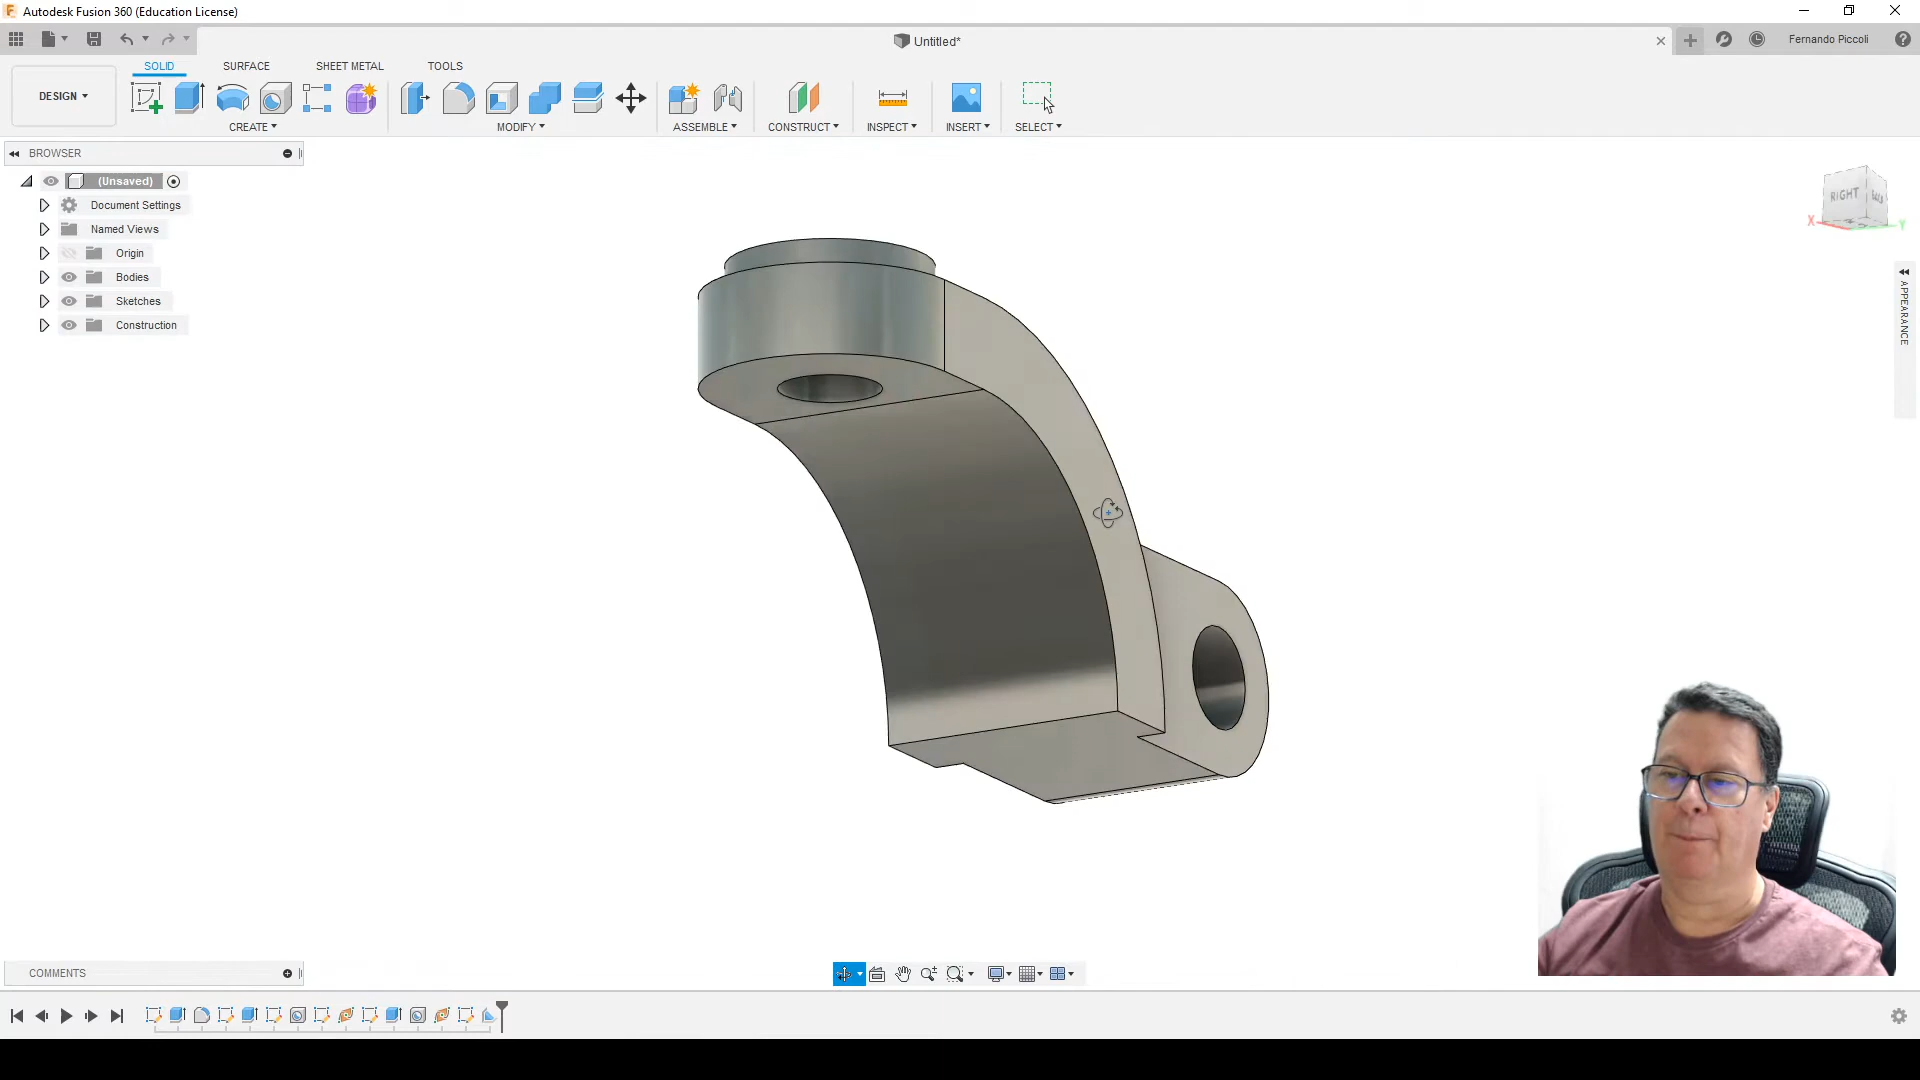 Autodesk Fusion 360 (Education License)
Untitled*
Fernando Piccoli
SOLID
SURFACE
SHEET METAL
TOOLS
DESIGN
CREATE
MODIFY
ASSEMBLE
CONSTRUCT
INSPECT
INSERT
SELECT
BROWSER
(Unsaved)
Document Settings
Named Views
Origin
Bodies
Sketches
Construction
RIGHT
X
Y
APPEARANCE
COMMENTS